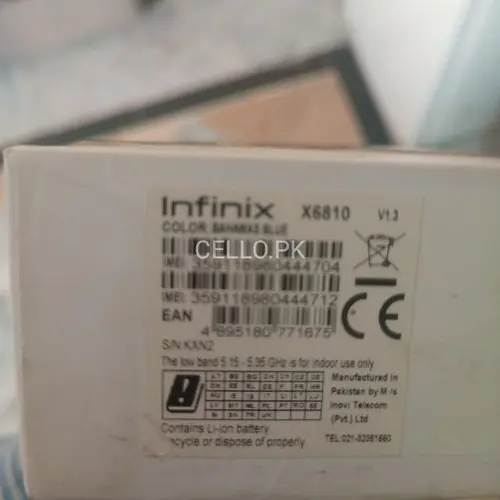 Infinix X6810 V1.3
COLOR: BAHAMAS BLUE
CELLO.PK
IMEI: 359118980444704
IMEI: 359118980444712
EAN
4 895180 771675
S/N KXN2
The low band 5.15 - 5.35 GHz is for indoor use only
Manufactured in
Pakistan by M/s
Inovi Telecom
(Pvt.) Ltd
Contains Li-ion battery.
recycle or dispose of properly